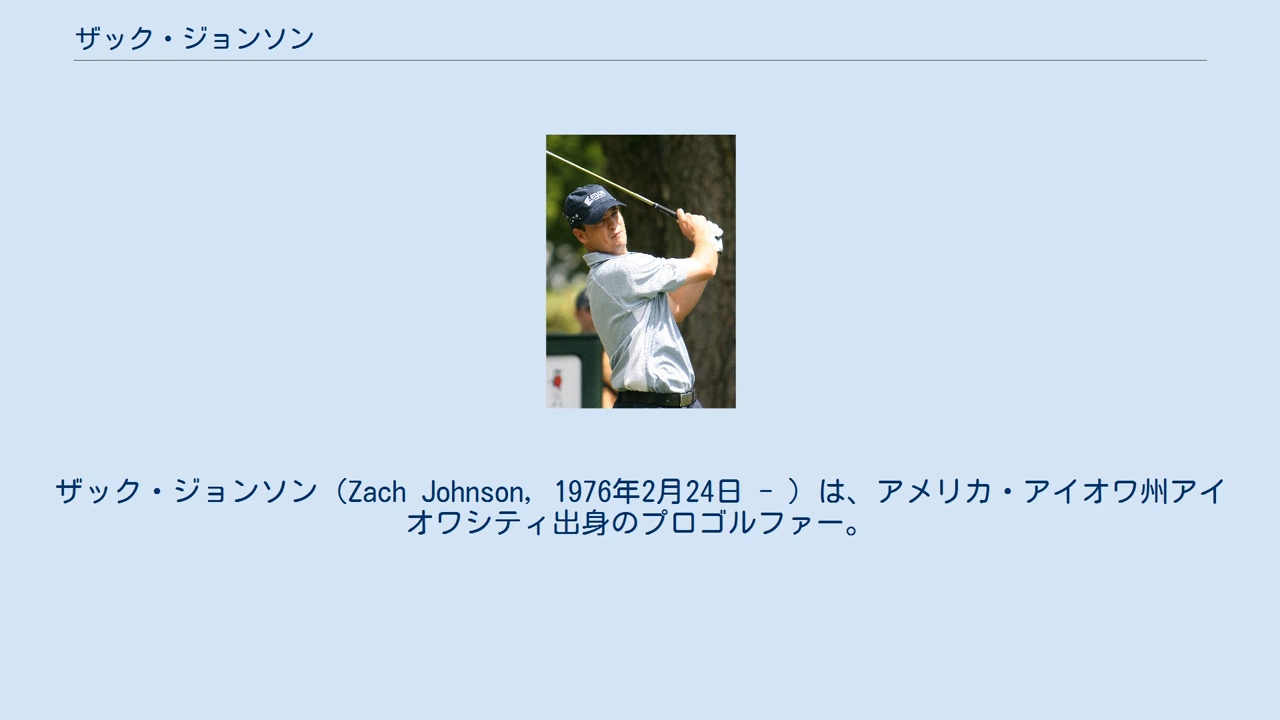 ザック・ジョンソン
ザック・ジョンソン（Zach Johnson, 1976年2月24日 - ）は、アメリカ・アイオワ州アイ
オワシティ出身のプロゴルファー。